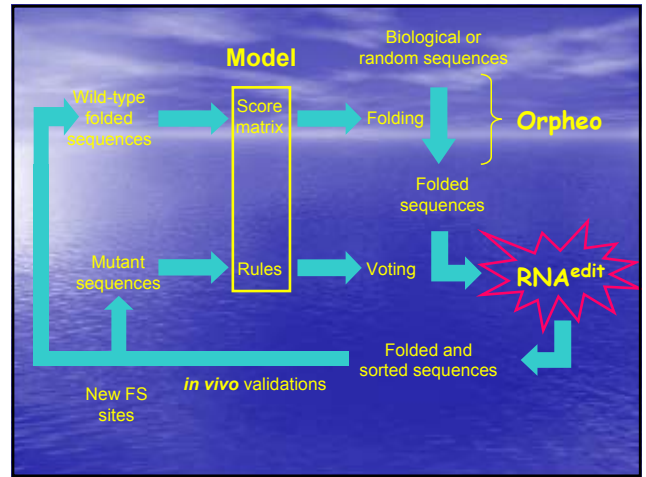 Model
Biological or
random sequences
Wild-type
folded
sequences
Score
matrix
Folding
Orpheo
Folded
sequences
Mutant
sequences
Rules
Voting
RNAedit
Folded and
sorted sequences
in vivo validations
New FS
sites